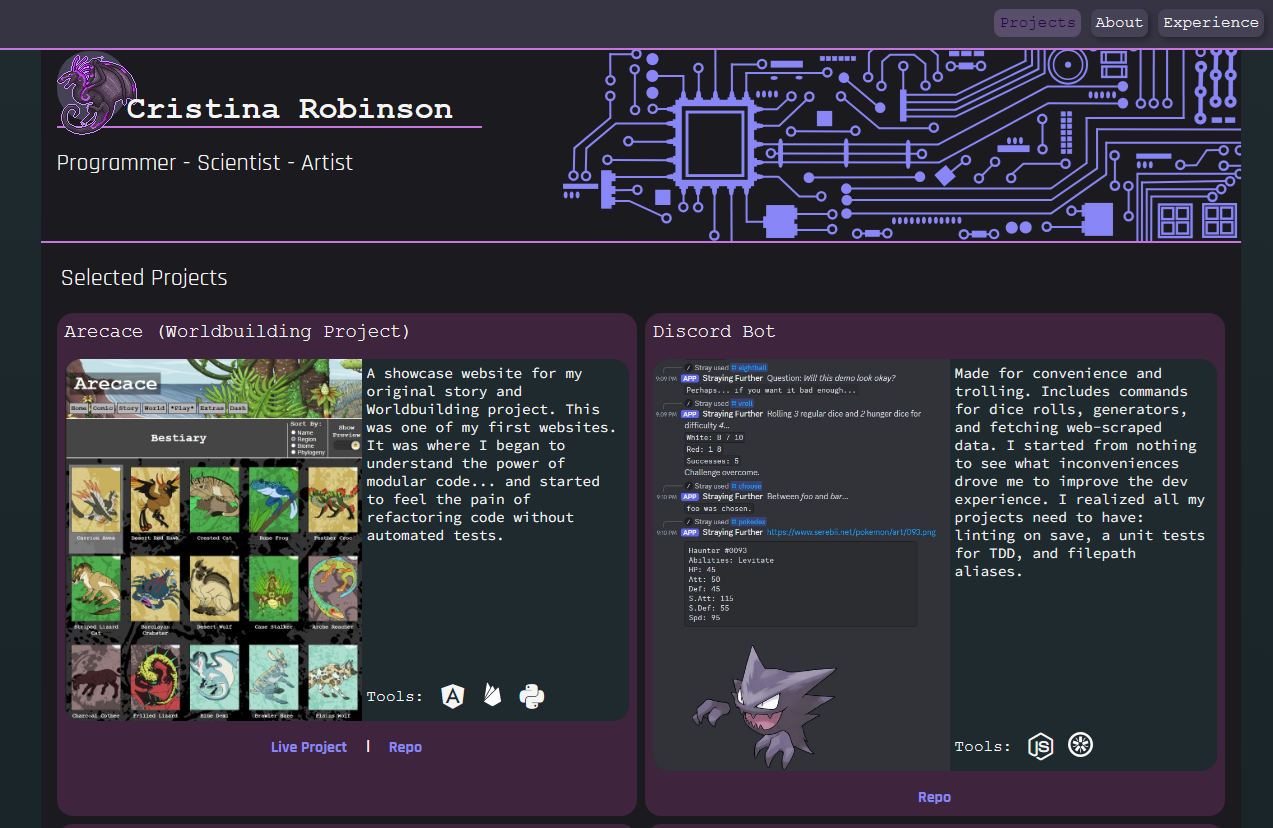 Projects About Experience
Cristina Robinson
Programmer - Scientist - Artist
Selected Projects
Arecace (Worldbuilding Project)
Arecace
Home Comic Story World *Play* Extras Dash
Bestiary
Sort By:
Name
Region
Biome
Phylogeny
Show
Preview
Carrion Awea
Desert Red Hawk
Crested Cat
Rune Frog
Feather Croc
Striped Lizard
Cat
Barcloyan
Crabster
Desert Wolf
Cane Stalker
Arche Reacher
Charcoal Colber
Frilled Lizard
Blue Demi
Brawler Hare
Finius Wolf
A showcase website for my
original story and
Worldbuilding project. This
was one of my first websites.
It was where I began to
understand the power of
modular code... and started
to feel the pain of
refactoring code without
automated tests.
Tools:
Live Project | Repo
Discord Bot
/ Stray used eightball
9:09 PM APP Straying Further Question: Will this demo look okay?
Perhaps... if you want it bad enough...
/ Stray used vroll
9:09 PM APP Straying Further Rolling 3 regular dice and 2 hunger dice for
difficulty 4...
White: 8 7 10
Red: 1 8
Successes: 5
Challenge overcome.
/ Stray used choose
9:10 PM APP Straying Further Between foo and bar...
foo was chosen.
/ Stray used pokedex
9:10 PM APP Straying Further https://www.serebii.net/pokemon/art/093.png
Haunter #0093
Abilities: Levitate
HP: 45
Att: 50
Def: 45
S.Att: 115
S.Def: 55
Spd: 95
Made for convenience and
trolling. Includes commands
for dice rolls, generators,
and fetching web-scraped
data. I started from nothing
to see what inconveniences
drove me to improve the dev
experience. I realized all my
projects need to have:
linting on save, a unit tests
for TDD, and filepath
aliases.
Tools: JS
Repo